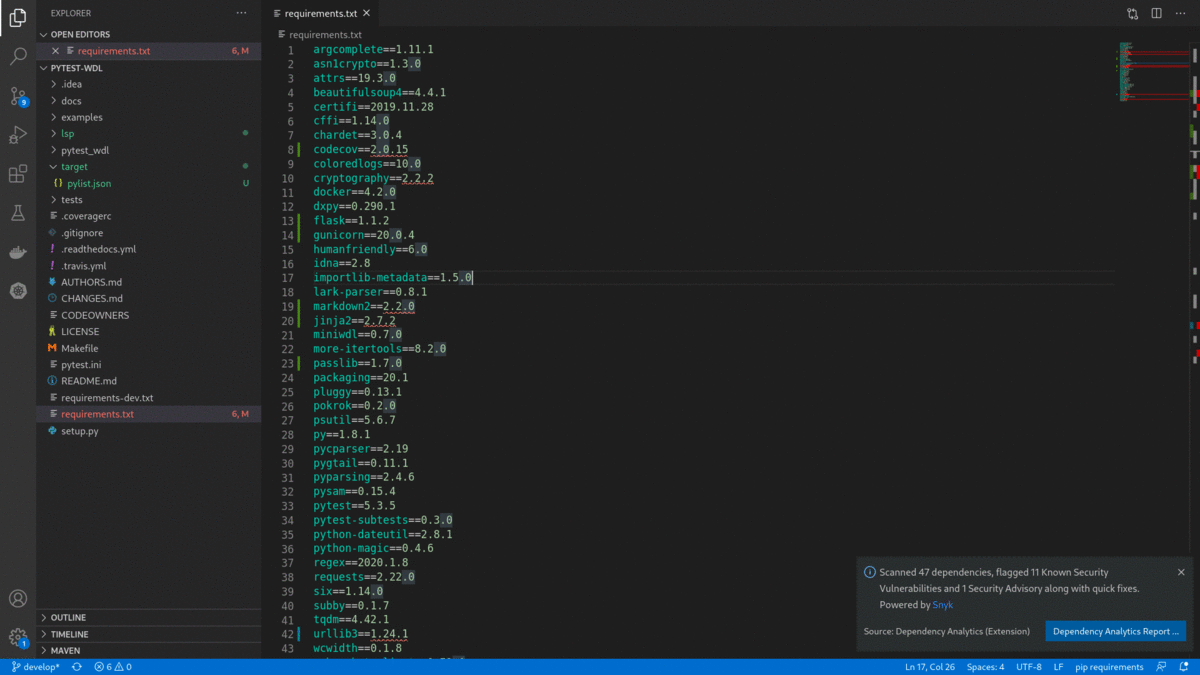 EXPLORER
OPEN EDITORS
requirements.txt 6, M
PYTEST-WDL
.idea
docs
examples
lsp
pytest_wdl
target
{} pylist.json U
tests
.coveragerc
.gitignore
! .readthedocs.yml
! .travis.yml
AUTHORS.md
CHANGES.md
CODEOWNERS
LICENSE
Makefile
pytest.ini
README.md
requirements-dev.txt
requirements.txt 6, M
setup.py
OUTLINE
TIMELINE
MAVEN
9
1
requirements.txt
requirements.txt
1 argcomplete==1.11.1
2 asn1crypto==1.3.0
3 attrs==19.3.0
4 beautifulsoup4==4.4.1
5 certifi==2019.11.28
6 cffi==1.14.0
7 chardet==3.0.4
8 codecov==2.0.15
9 coloredlogs==10.0
10 cryptography==2.2.2
11 docker==4.2.0
12 dxpy==0.290.1
13 flask==1.1.2
14 gunicorn==20.0.4
15 humanfriendly==6.0
16 idna==2.8
17 importlib-metadata==1.5.0
18 lark-parser==0.8.1
19 markdown2==2.2.0
20 jinja2==2.7.2
21 miniwdl==0.7.0
22 more-itertools==8.2.0
23 passlib==1.7.0
24 packaging==20.1
25 pluggy==0.13.1
26 pokrok==0.2.0
27 psutil==5.6.7
28 py==1.8.1
29 pycparser==2.19
30 pygtail==0.11.1
31 pyparsing==2.4.6
32 pysam==0.15.4
33 pytest==5.3.5
34 pytest-subtests==0.3.0
35 python-dateutil==2.8.1
36 python-magic==0.4.6
37 regex==2020.1.8
38 requests==2.22.0
39 six==1.14.0
40 subby==0.1.7
41 tqdm==4.42.1
42 urllib3==1.24.1
43 wcwidth==0.1.8
Scanned 47 dependencies, flagged 11 Known Security
Vulnerabilities and 1 Security Advisory along with quick fixes.
Powered by Snyk
Source: Dependency Analytics (Extension) Dependency Analytics Report ...
develop* 6 0 Ln 17, Col 26 Spaces: 4 UTF-8 LF pip requirements